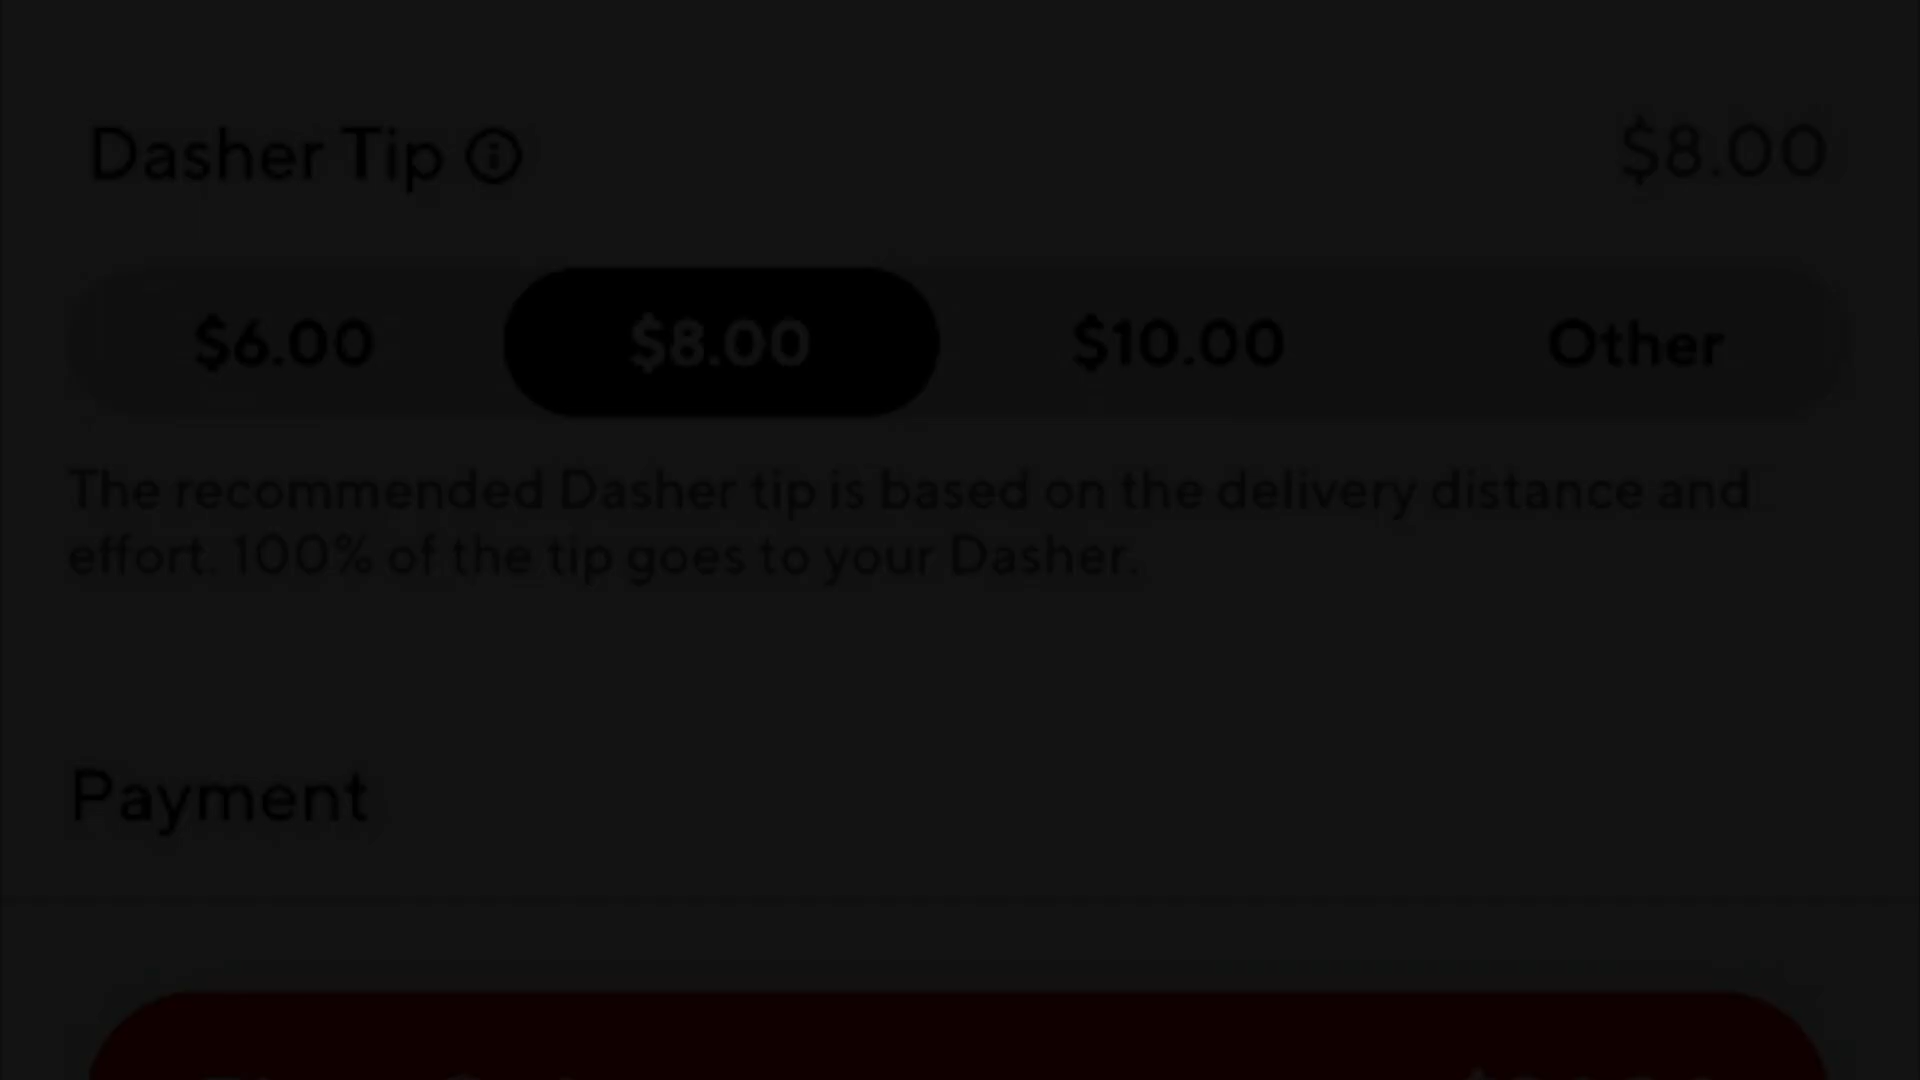 Dasher Tip
$8.00
$6.00
$8.00
$10.00
Other
The recommended Dasher tip is based on the delivery distance and
effort. 100% of the tip goes to your Dasher.
Payment